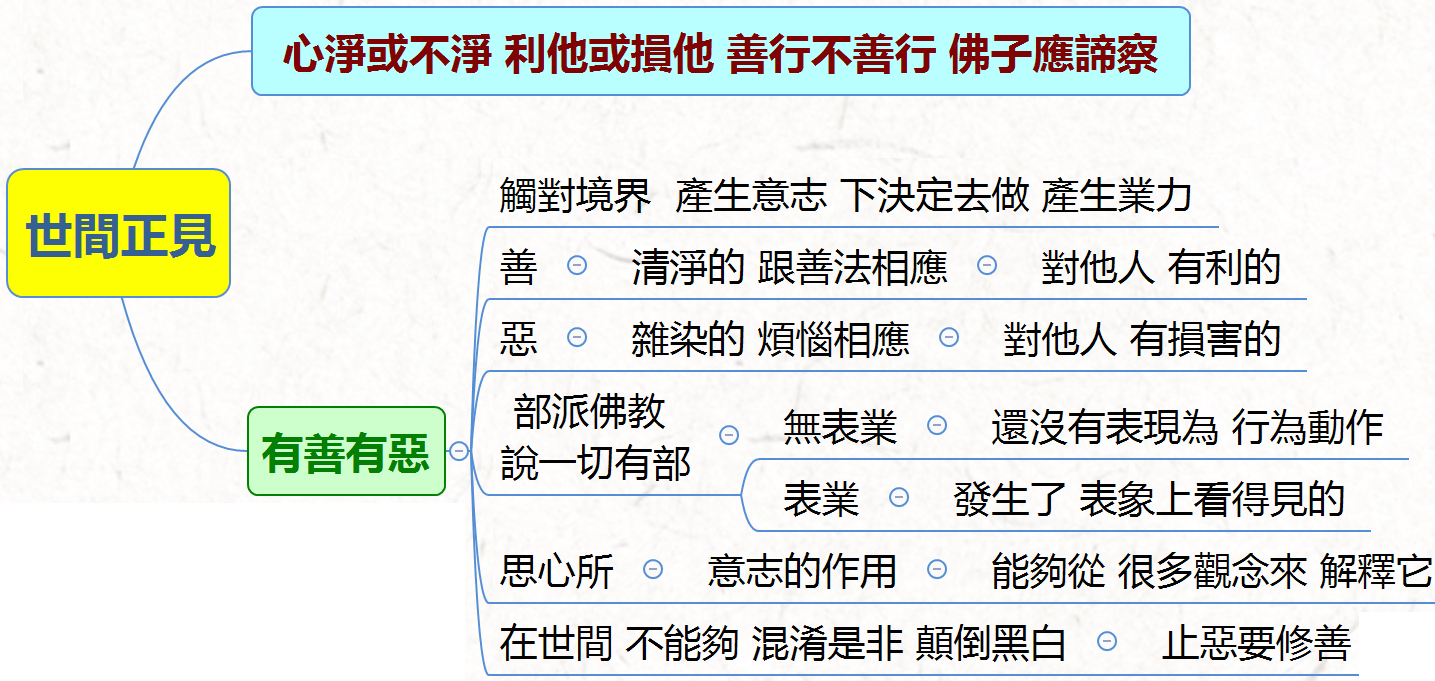 心淨或不淨 利他或損他 善行不善行 佛子應諦察
世間正見
有善有惡
觸對境界 產生意志 下決定去做 產生業力
善 清淨的 跟善法相應 對他人 有利的
惡 雜染的 煩惱相應 對他人 有損害的
部派佛教
說一切有部
無表業 還沒有表現為 行為動作
表業 發生了 表象上看得見的
思心所 意志的作用 能夠從 很多觀念來 解釋它
在世間 不能夠 混淆是非 顛倒黑白 止惡要修善